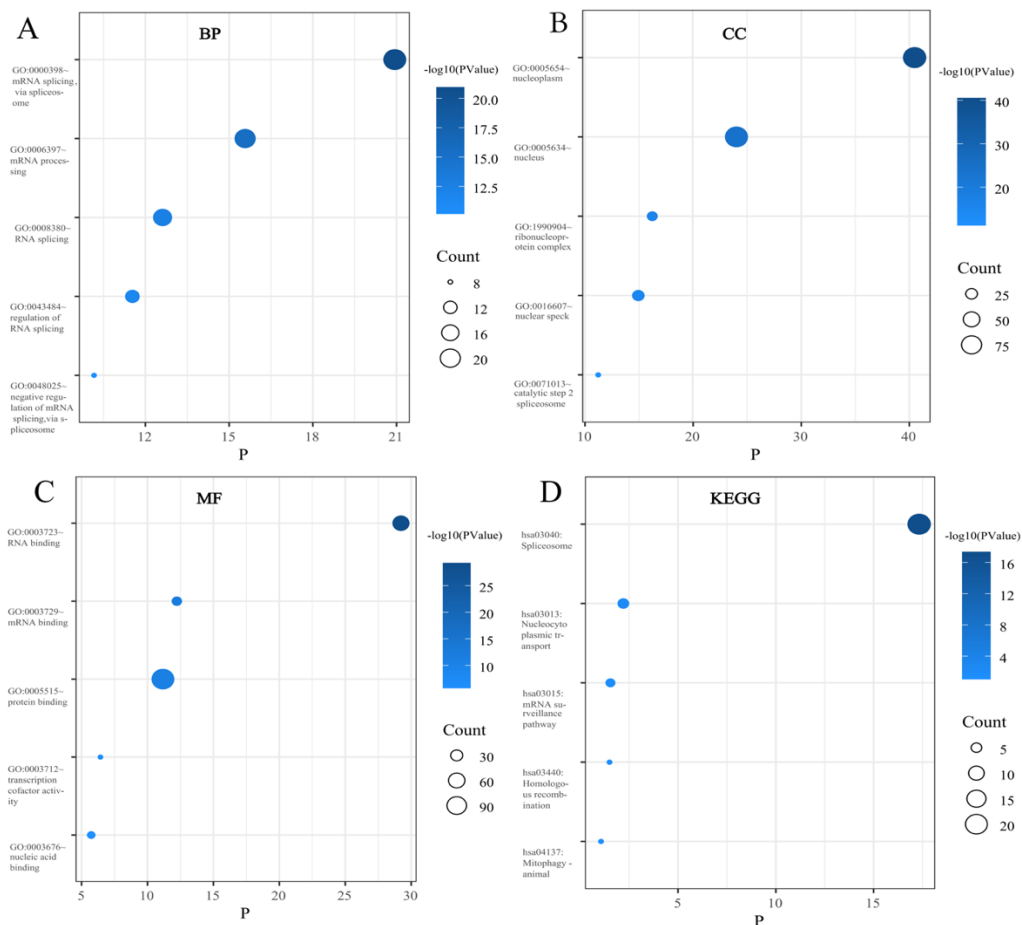 A
BP
GO:0000398~
mRNA splicing,
via spliceos-
ome
GO:0006397~
mRNA proces-
sing
GO:0008380~
RNA splicing
GO:0043484~
regulation of
RNA splicing
GO:0048025~
negative regu-
lation of mRNA
splicing,via s-
pliceosome
12
15
18
21
P
-log10(PValue)
20.0
17.5
15.0
12.5
Count
8
12
16
20
B
CC
GO:0005654~
nucleoplasm
GO:0005634~
nucleus
GO:1990904~
ribonucleopr-
otein complex
GO:0016607~
nuclear speck
GO:0071013~
catalytic step 2
spliceosome
10
20
30
40
P
-log10(PValue)
40
30
20
Count
25
50
75
C
MF
GO:0003723~
RNA binding
GO:0003729~
mRNA binding
GO:0005515~
protein binding
GO:0003712~
transcription
cofactor activ-
ity
GO:0003676~
nucleic acid
binding
5
10
15
20
25
30
P
-log10(PValue)
25
20
15
10
Count
30
60
90
D
KEGG
hsa03040:
Spliceosome
hsa03013:
Nucleocyto
plasmic tr-
ansport
hsa03015:
mRNA su-
rveillance
pathway
hsa03440:
Homologo-
us recomb-
ination
hsa04137:
Mitophagy -
animal
5
10
15
P
-log10(PValue)
16
12
8
4
Count
5
10
15
20